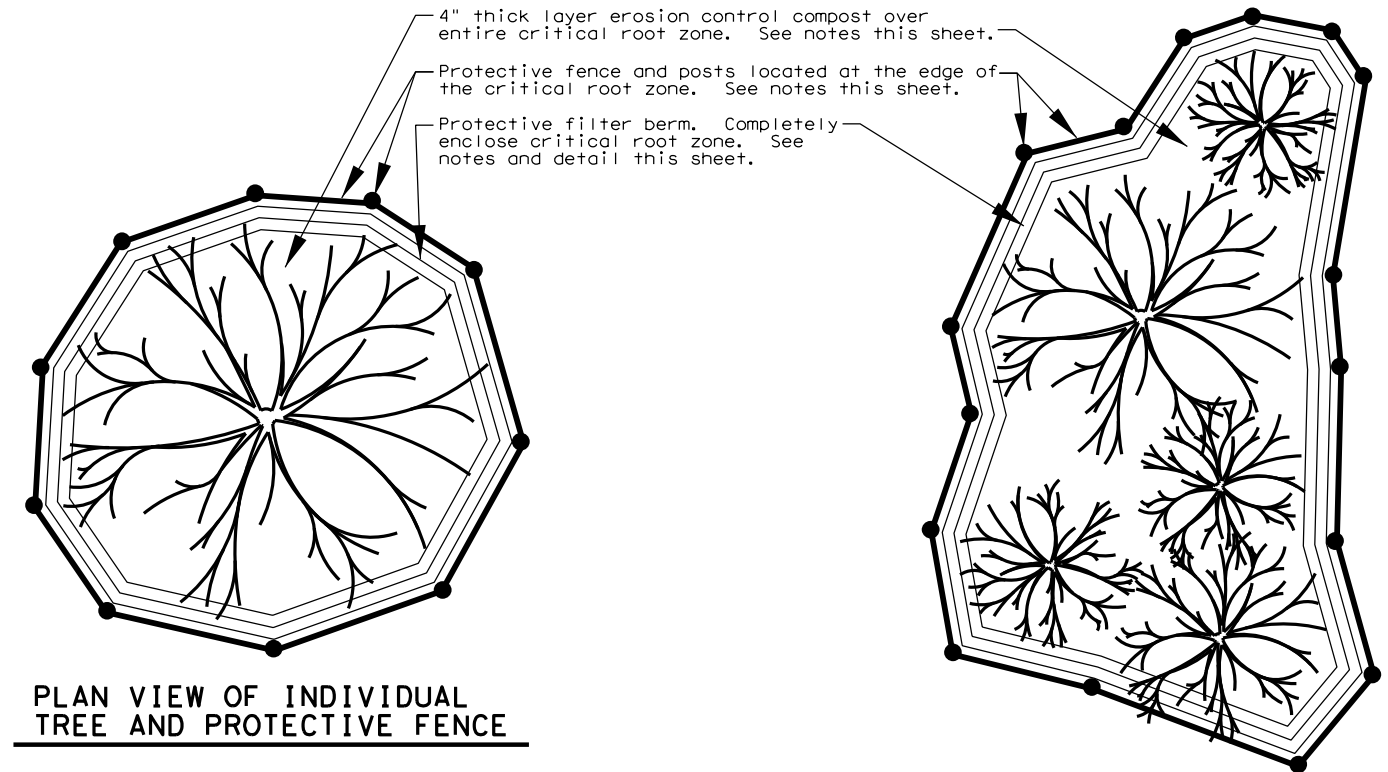 4" thick layer erosion control compost over
entire critical root zone.  See notes this sheet.
Protective fence and posts located at the edge of
the critical root zone.  See notes this sheet.
Protective filter berm.  Completely
enclose critical root zone.  See
notes and detail this sheet.
PLAN VIEW OF INDIVIDUAL
TREE AND PROTECTIVE FENCE